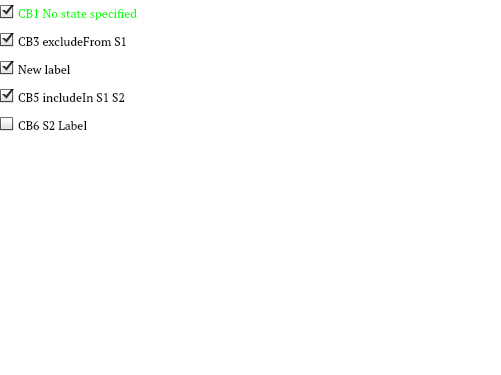 CB1 No state specified
CB3 excludeFrom S1
New label
CB5 includeIn S1 S2
CB6 S2 Label